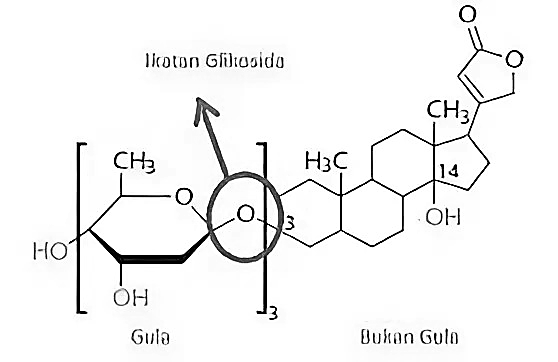 O
O
Ikatan Glikosida
CH₃
H₃C
14
CH₃
O
O
3
OH
HO
OH
3
Gula
Bukan Gula